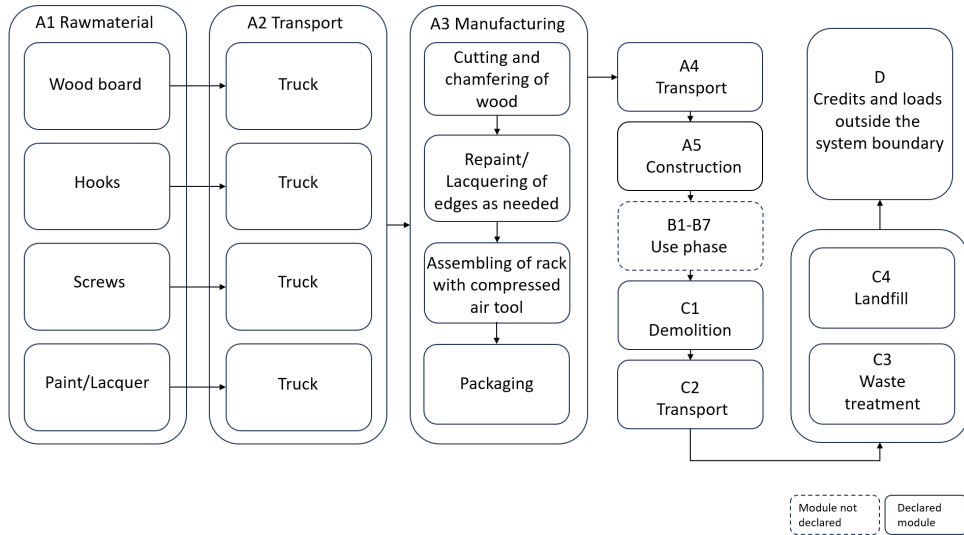 A1 Rawmaterial
Wood board
Hooks
Screws
Paint/Lacquer
A2 Transport
Truck
Truck
Truck
Truck
A3 Manufacturing
Cutting and
chamfering of
wood
Repaint/
Lacquering of
edges as needed
Assembling of rack
with compressed
air tool
Packaging
A4
Transport
A5
Construction
B1-B7
Use phase
C1
Demolition
C2
Transport
D
Credits and loads
outside the
system boundary
C4
Landfill
C3
Waste
treatment
Module not
declared
Declared
module